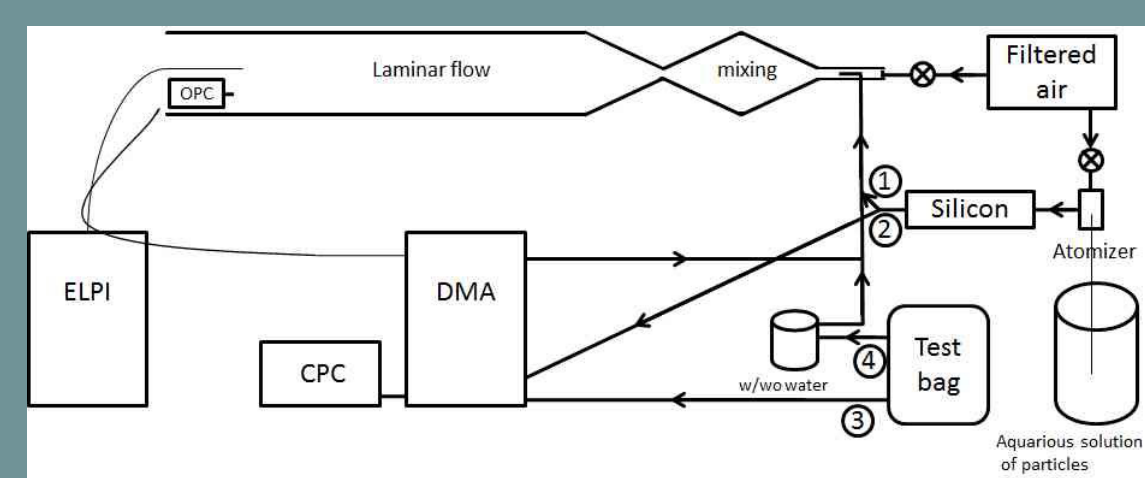 Laminar flow
mixing
Filtered
air
OPC
1
Silicon
2
Atomizer
ELPI
DMA
Test
bag
CPC
4
w/wo water
3
Aquarious solution
of particles